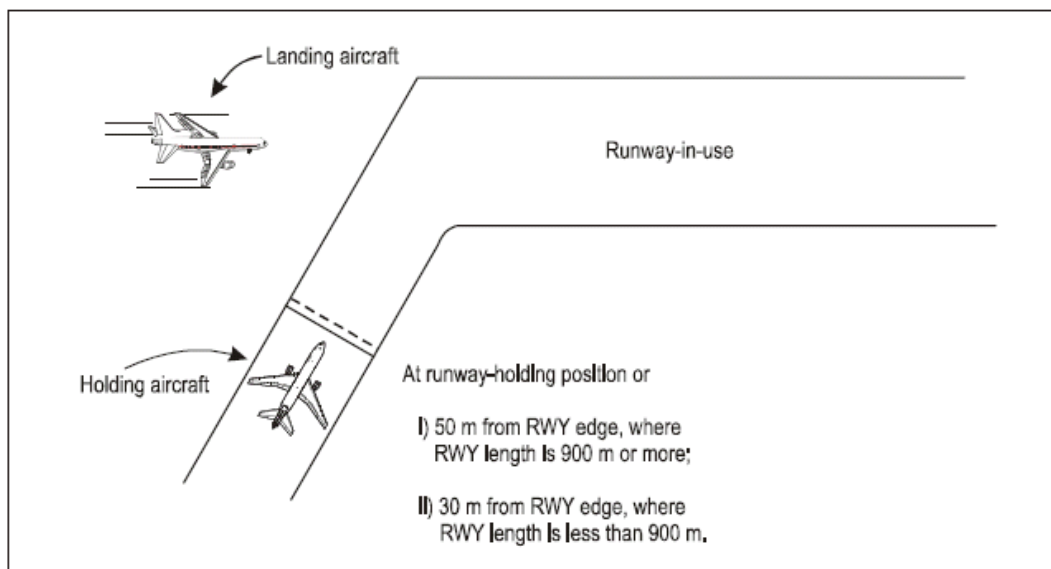 Landing aircraft
Runway-in-use
Holding aircraft
At runway-holding position or
I) 50 m from RWY edge, where
RWY length is 900 m or more;
II) 30 m from RWY edge, where
RWY length is less than 900 m.